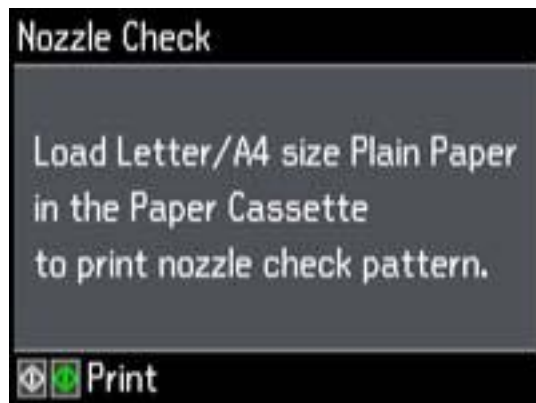 Nozzle Check
Load Letter/A4 size Plain Paper
in the Paper Cassette
to print nozzle check pattern.
Print